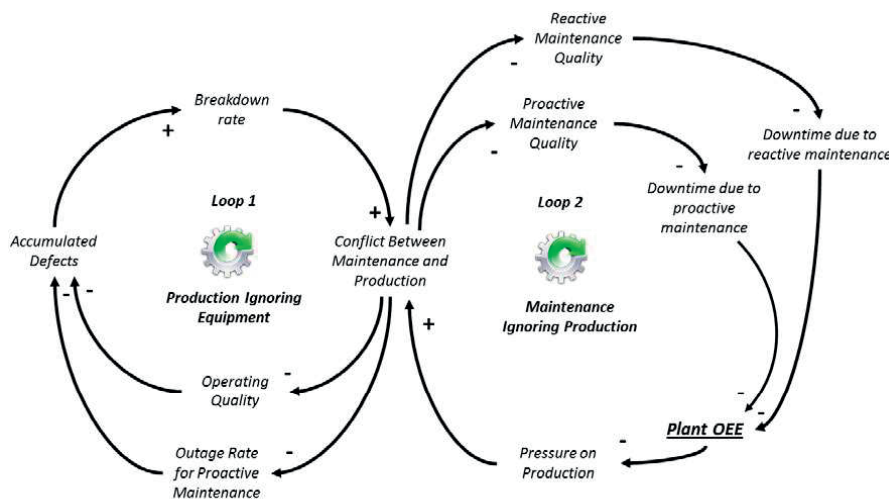 Reactive
Maintenance
Quality
-
Breakdown
rate
+
Proactive
Maintenance
Quality
-
-
Downtime due to
reactive maintenance
-
Downtime due to
proactive
maintenance
Loop 1
Loop 2
+
Accumulated
Defects
Conflict Between
Maintenance and
Production
- -
Production Ignoring
Equipment
Maintenance
Ignoring Production
+
-
Operating
Quality
-
-
Plant OEE
-
Outage Rate
for Proactive
Maintenance
-
Pressure on
Production